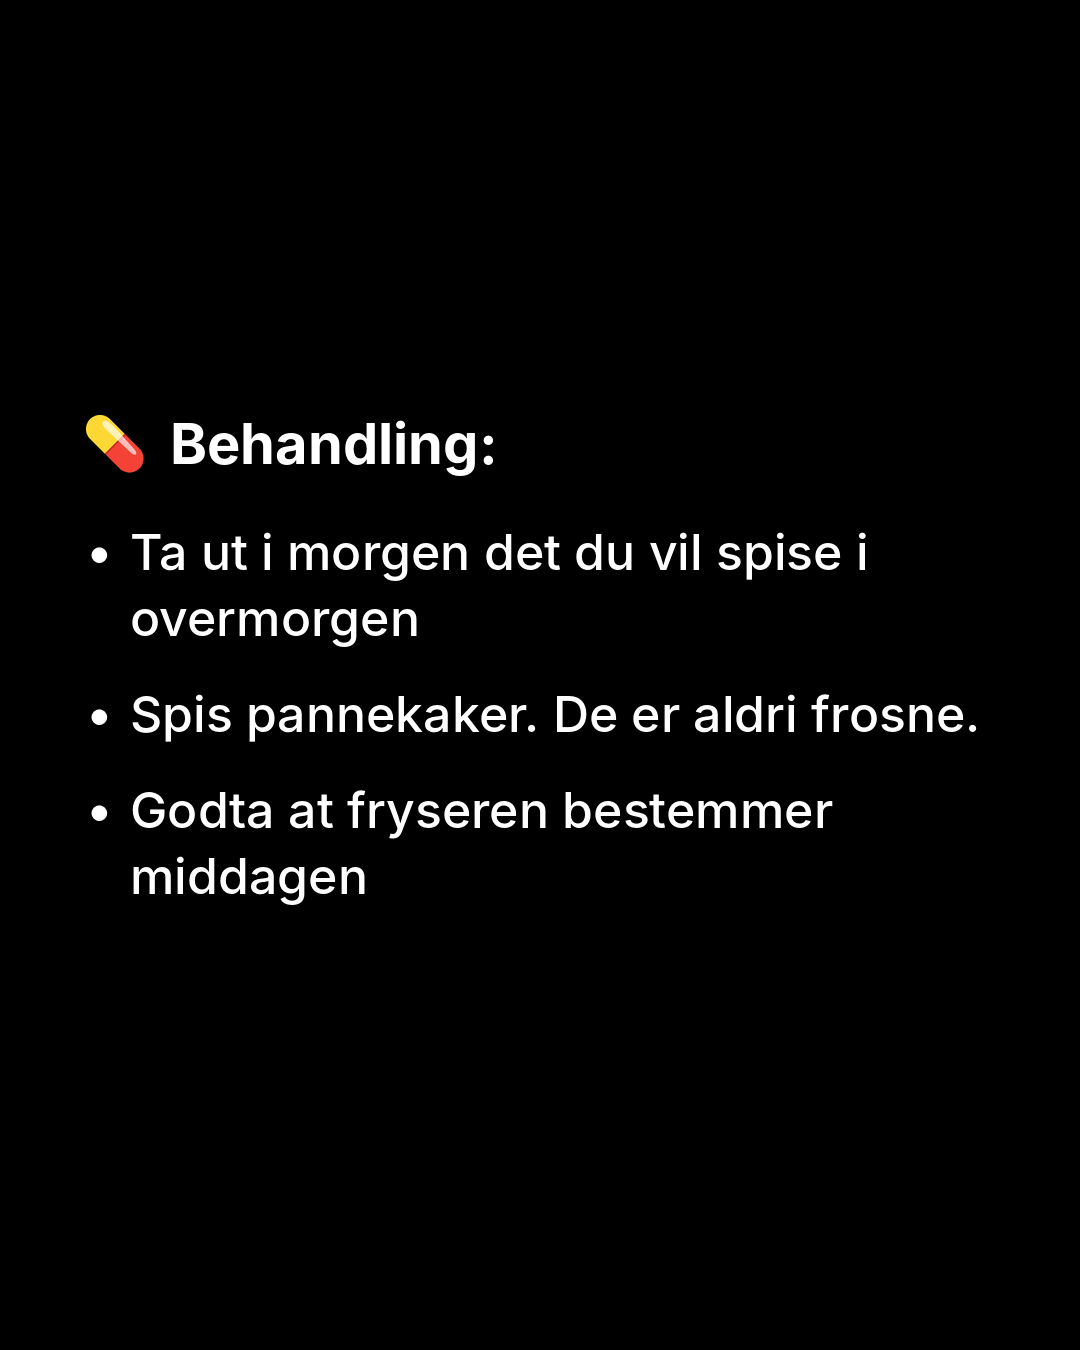 💊 Behandling:
• Ta ut i morgen det du vil spise i
overmorgen
• Spis pannekaker. De er aldri frosne.
• Godta at fryseren bestemmer
middagen